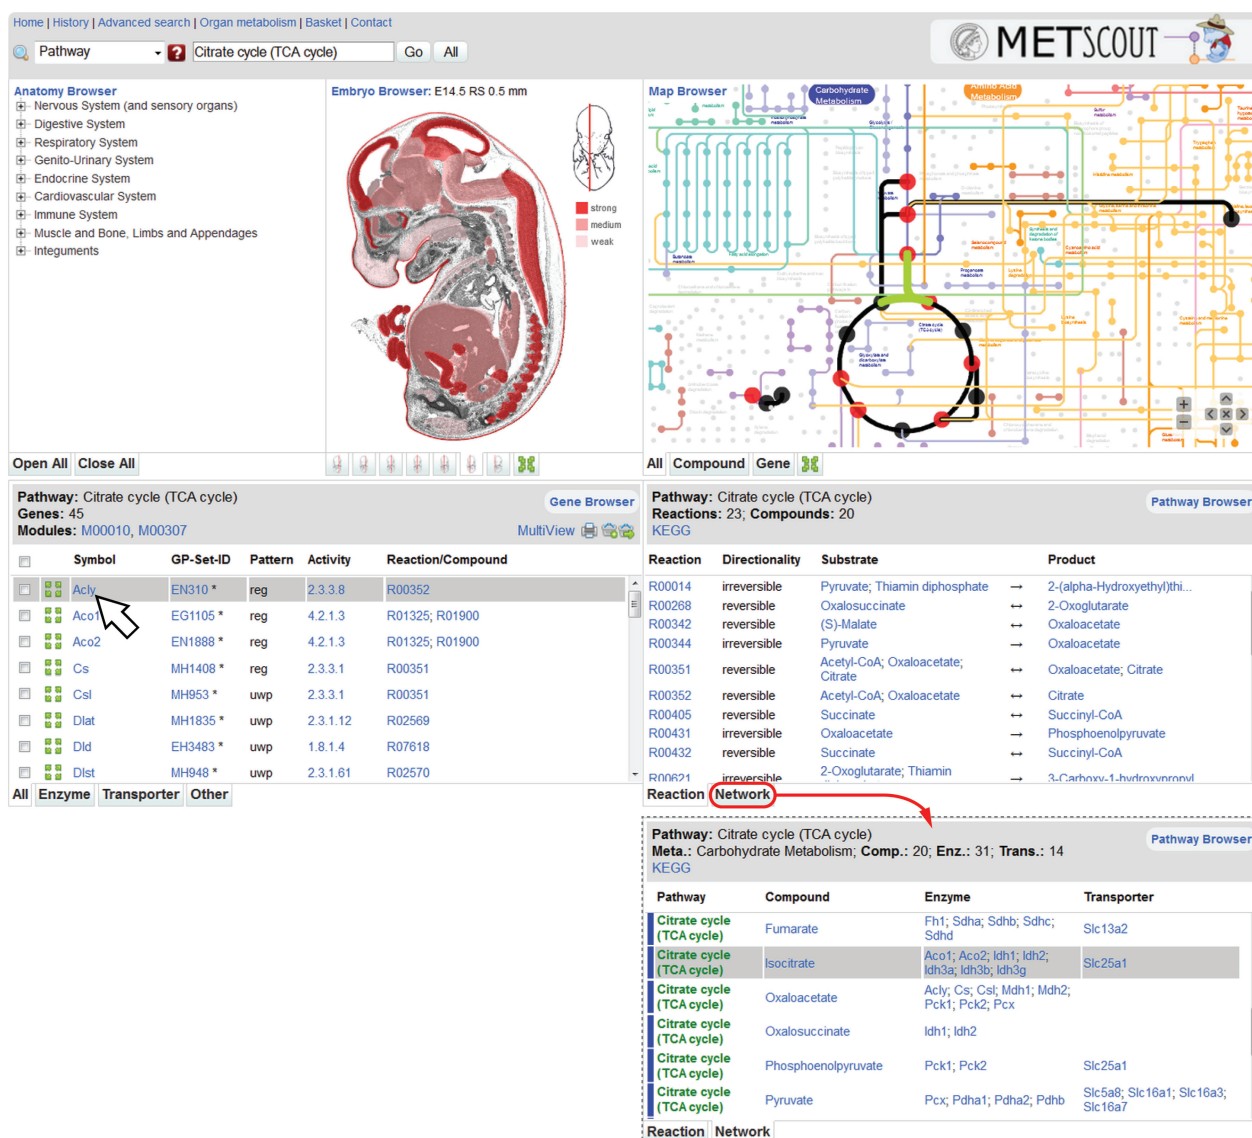 Home | History | Advanced search | Organ metabolism | Basket | Contact
Pathway ? Citrate cycle (TCA cycle) Go All
METSCOUT
Anatomy Browser
Nervous System (and sensory organs)
Digestive System
Respiratory System
Genito-Urinary System
Endocrine System
Cardiovascular System
Immune System
Muscle and Bone, Limbs and Appendages
Integuments
Open All Close All
Embryo Browser: E14.5 RS 0.5 mm
strong
medium
weak
Map Browser
Carbohydrate
Metabolism
Amino Acid
Metabolism
Citrate cycle
(TCA cycle)
Glyoxylate and
dicarboxylate
metabolism
Propanoate
metabolism
All Compound Gene
Pathway: Citrate cycle (TCA cycle)
Genes: 45
Modules: M00010, M00307
Gene Browser
MultiView
Symbol GP-Set-ID Pattern Activity Reaction/Compound
Acly EN310 * reg 2.3.3.8 R00352
Aco1 EG1105 * reg 4.2.1.3 R01325; R01900
Aco2 EN1888 * reg 4.2.1.3 R01325; R01900
Cs MH1408 * reg 2.3.3.1 R00351
Csl MH953 * uwp 2.3.3.1 R00351
Dlat MH1835 * uwp 2.3.1.12 R02569
Dld EH3483 * uwp 1.8.1.4 R07618
Dlst MH948 * uwp 2.3.1.61 R02570
All Enzyme Transporter Other
Pathway: Citrate cycle (TCA cycle)
Reactions: 23; Compounds: 20
KEGG
Pathway Browser
Reaction Directionality Substrate Product
R00014 irreversible Pyruvate; Thiamin diphosphate → 2-(alpha-Hydroxyethyl)thi...
R00268 reversible Oxalosuccinate ↔ 2-Oxoglutarate
R00342 reversible (S)-Malate ↔ Oxaloacetate
R00344 irreversible Pyruvate → Oxaloacetate
R00351 reversible Acetyl-CoA; Oxaloacetate; ↔ Oxaloacetate; Citrate
Citrate
R00352 reversible Acetyl-CoA; Oxaloacetate ↔ Citrate
R00405 reversible Succinate ↔ Succinyl-CoA
R00431 irreversible Oxaloacetate → Phosphoenolpyruvate
R00432 reversible Succinate ↔ Succinyl-CoA
R00621 irreversible 2-Oxoglutarate; Thiamin → 3-Carboxy-1-hydroxypropyl
Reaction Network
Pathway: Citrate cycle (TCA cycle)
Meta.: Carbohydrate Metabolism; Comp.: 20; Enz.: 31; Trans.: 14
KEGG
Pathway Browser
Pathway Compound Enzyme Transporter
Citrate cycle
(TCA cycle) Fumarate Fh1; Sdha; Sdhb; Sdhc;
Sdhd Slc13a2
Citrate cycle
(TCA cycle) Isocitrate Aco1; Aco2; Idh1; Idh2;
Idh3a; Idh3b; Idh3g Slc25a1
Citrate cycle
(TCA cycle) Oxaloacetate Acly; Cs; Csl; Mdh1; Mdh2;
Pck1; Pck2; Pcx
Citrate cycle
(TCA cycle) Oxalosuccinate Idh1; Idh2
Citrate cycle
(TCA cycle) Phosphoenolpyruvate Pck1; Pck2 Slc25a1
Citrate cycle
(TCA cycle) Pyruvate Pcx; Pdha1; Pdha2; Pdhb Slc5a8; Slc16a1; Slc16a3;
Slc16a7
Reaction Network